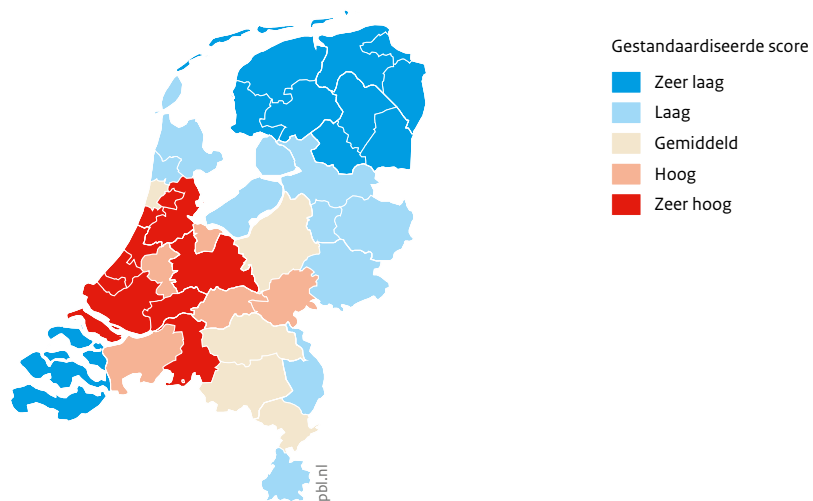 Gestandaardiseerde score
Zeer laag
Laag
Gemiddeld
Hoog
Zeer hoog
pbl.nl